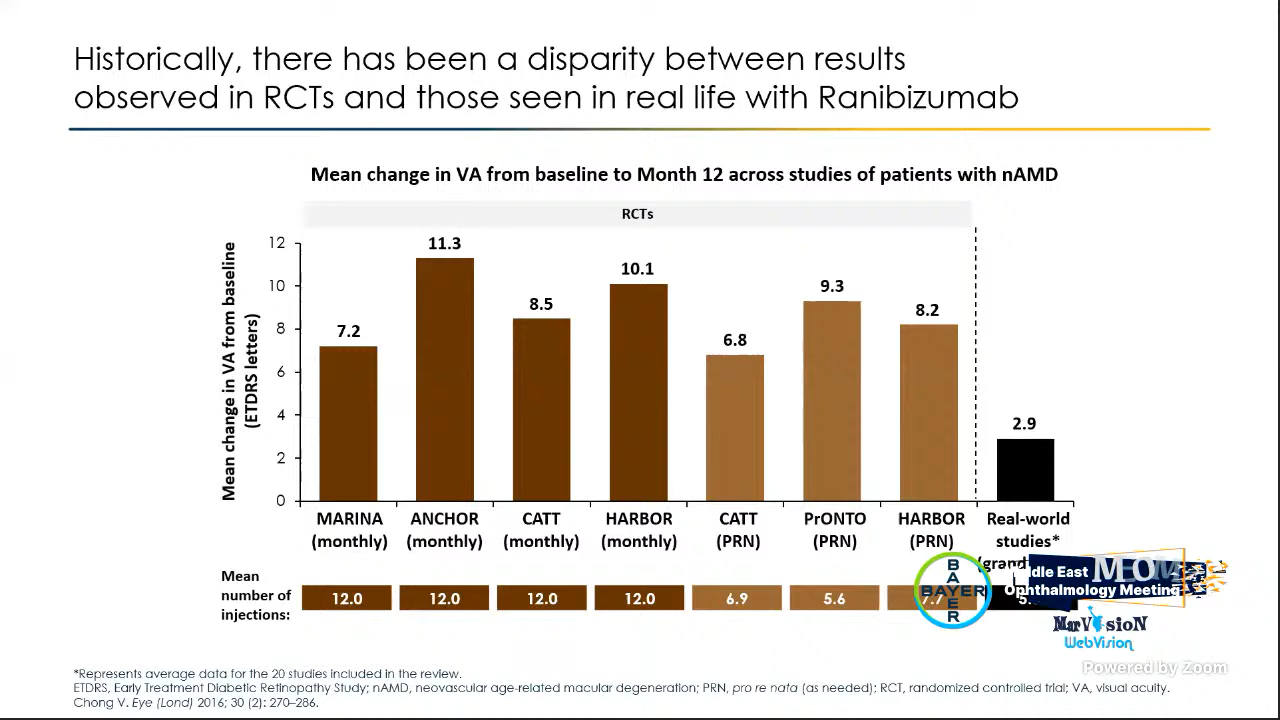 Historically, there has been a disparity between results
observed in RCTs and those seen in real life with Ranibizumab
Mean change in VA from baseline to Month 12 across studies of patients with nAMD
RCTs
Mean change in VA from baseline
(ETDRS letters)
12
10
8
6
4
2
0
7.2
11.3
8.5
10.1
6.8
9.3
8.2
2.9
MARINA
(monthly)
ANCHOR
(monthly)
CATT
(monthly)
HARBOR
(monthly)
CATT
(PRN)
PrONTO
(PRN)
HARBOR
(PRN)
Real-world
studies*
Mean
number of
injections:
12.0
12.0
12.0
12.0
6.9
5.6
7.7
BAYER
BAYER
Middle East
Ophthalmology Meeting
MarVision
WebVision
Powered by Zoom
*Represents average data for the 20 studies included in the review.
ETDRS, Early Treatment Diabetic Retinopathy Study; nAMD, neovascular age-related macular degeneration; PRN, pro re nata (as needed); RCT, randomized controlled trial; VA, visual acuity.
Chong V. Eye (Lond) 2016; 30 (2): 270–286.